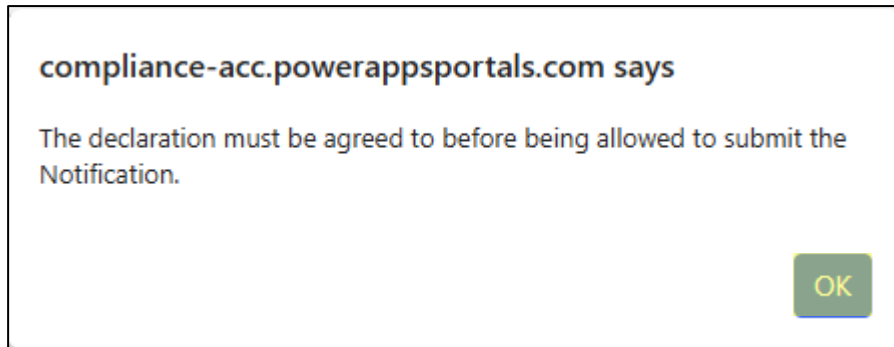 compliance-acc.powerappsportals.com says
The declaration must be agreed to before being allowed to submit the
Notification.
OK